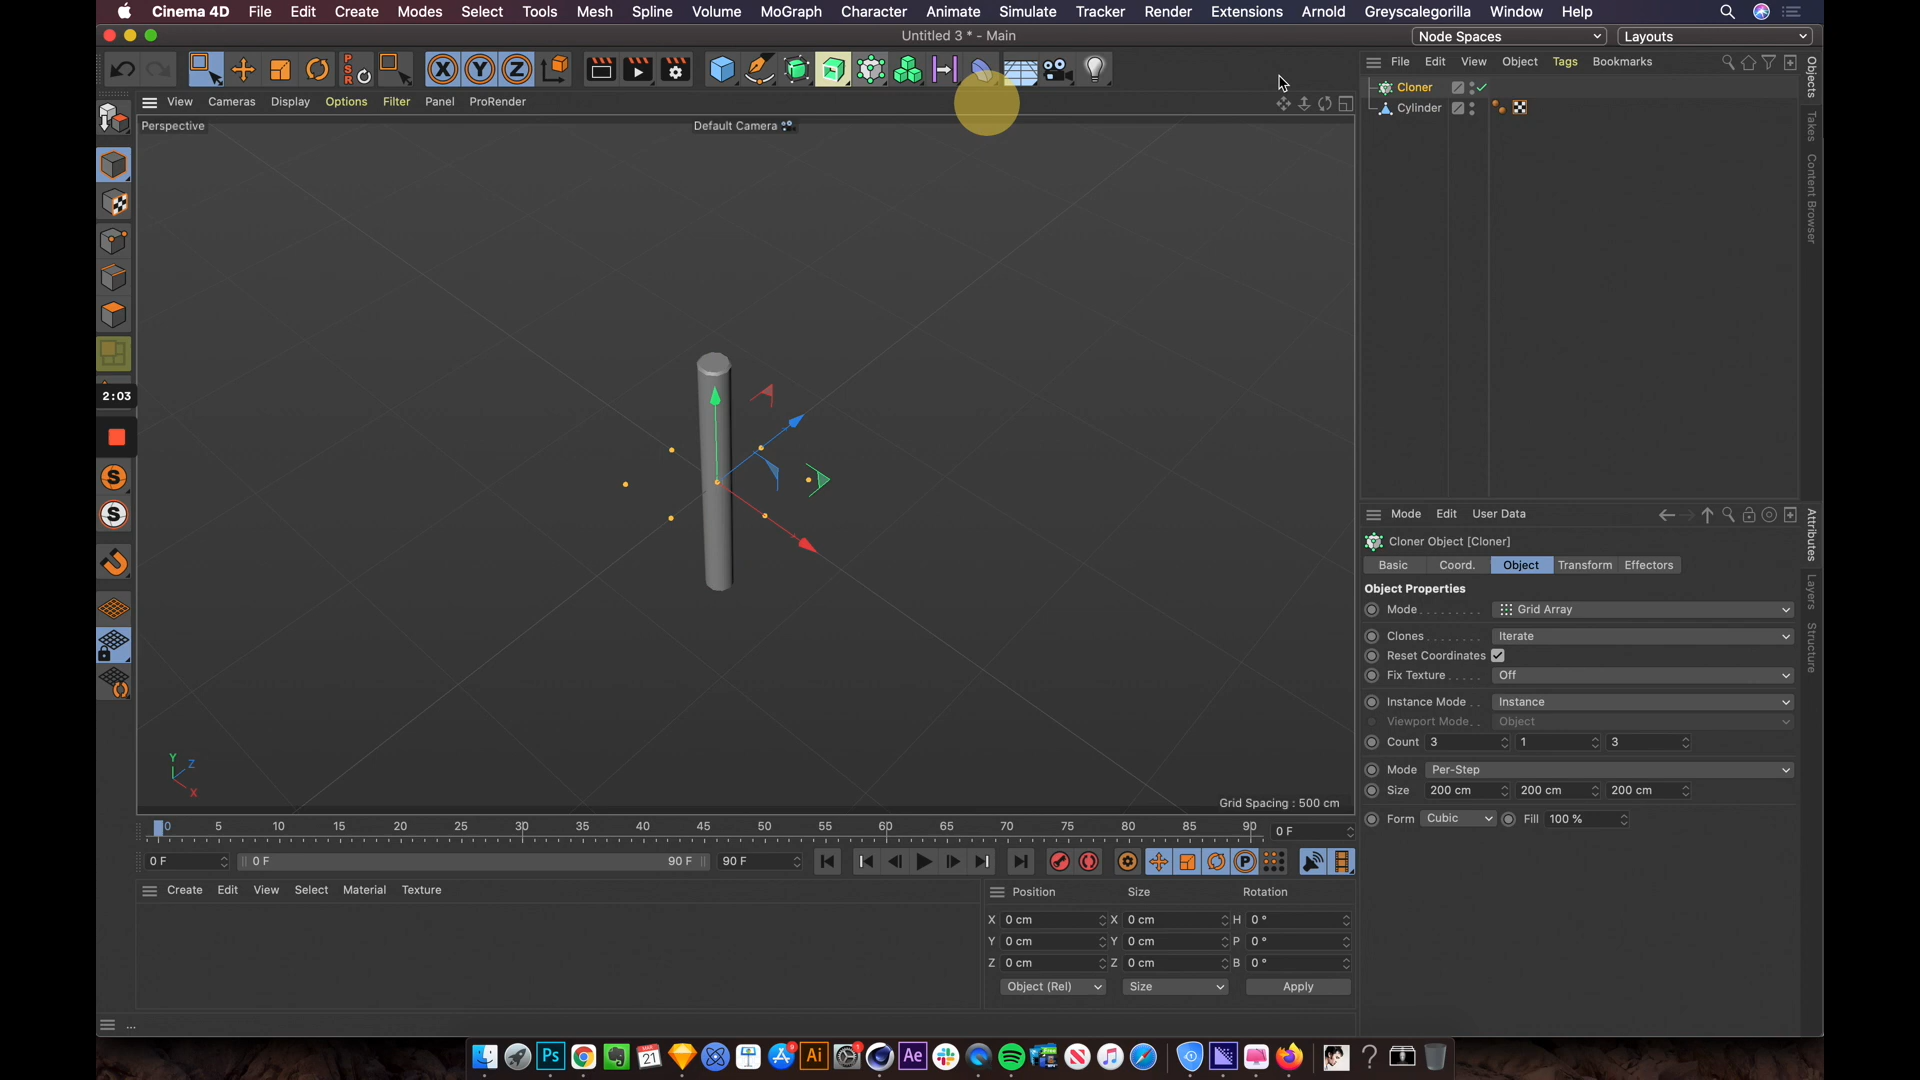 Cinema 4D File Edit Create Modes Select Tools Mesh Spline Volume MoGraph Character Animate Simulate Tracker Render Extensions Arnold Greyscalegorilla Window Help
Untitled 3 * - Main
Node Spaces
Layouts
PSR
X Y Z
File Edit View Object Tags Bookmarks
View Cameras Display Options Filter Panel ProRender
Perspective
Default Camera
Cloner
Cylinder
Objects
Takes
Content Browser
2:03
S
S
Y
Z
X
Grid Spacing : 500 cm
Mode Edit User Data
Cloner Object [Cloner]
Basic Coord. Object Transform Effectors
Object Properties
Mode Grid Array
Clones Iterate
Reset Coordinates
Fix Texture Off
Instance Mode Instance
Viewport Mode Object
Count 3 1 3
Mode Per-Step
Size 200 cm 200 cm 200 cm
Form Cubic Fill 100 %
Attributes
Layers
Structure
0 5 10 15 20 25 30 35 40 45 50 55 60 65 70 75 80 85 90
0 F
0 F 0 F 90 F 90 F
P
Create Edit View Select Material Texture
Position Size Rotation
X 0 cm X 0 cm H 0 °
Y 0 cm Y 0 cm P 0 °
Z 0 cm Z 0 cm B 0 °
Object (Rel) Size Apply
...
Ps
MAR
21
9
Ai
1
Ae
?